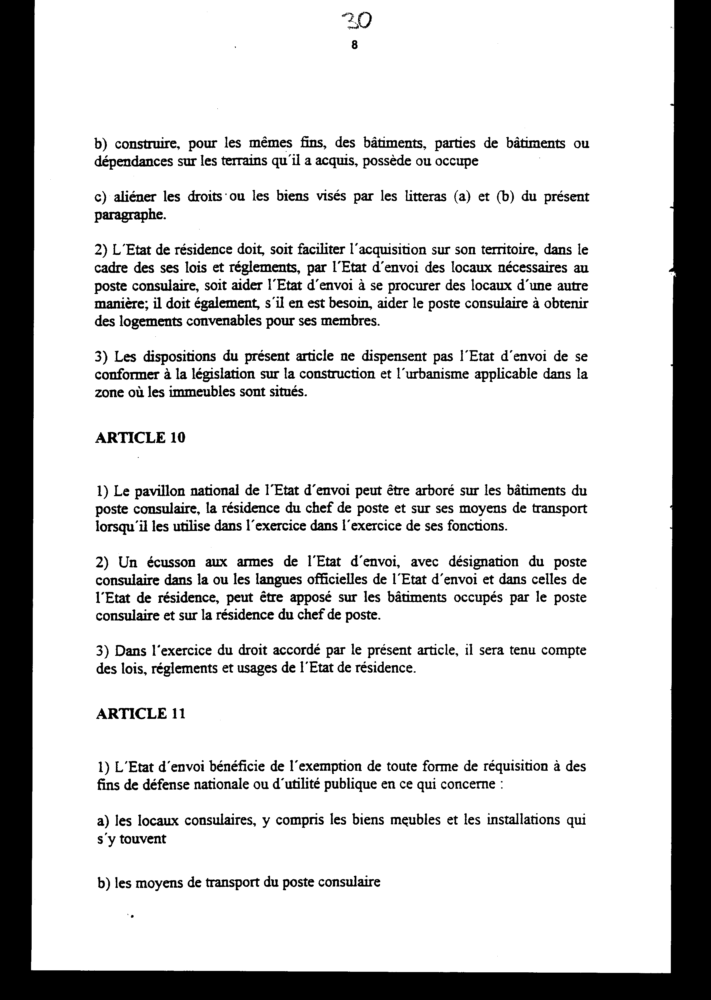 30
8
b) construire, pour les mêmes fins, des bâtiments, parties de bâtiments ou
dépendances sur les terrains qu´il a acquis, possède ou occupe
c) aliéner les droits ou les biens visés par les litteras (a) et (b) du présent
paragraphe.
2) L´Etat de résidence doit, soit faciliter l´acquisition sur son territoire, dans le
cadre des ses lois et réglements, par l´Etat d´envoi des locaux nécessaires au
poste consulaire, soit aider l´Etat d´envoi à se procurer des locaux d´une autre
manière; il doit également, s´il en est besoin, aider le poste consulaire à obtenir
des logements convenables pour ses membres.
3) Les dispositions du présent article ne dispensent pas l´Etat d´envoi de se
conformer à la législation sur la construction et l´urbanisme applicable dans la
zone où les immeubles sont situés.
ARTICLE 10
1) Le pavillon national de l´Etat d´envoi peut être arboré sur les bâtiments du
poste consulaire, la résidence du chef de poste et sur ses moyens de transport
lorsqu´il les utilise dans l´exercice dans l´exercice de ses fonctions.
2) Un écusson aux armes de l´Etat d´envoi, avec désignation du poste
consulaire dans la ou les langues officielles de l´Etat d´envoi et dans celles de
l´Etat de résidence, peut être apposé sur les bâtiments occupés par le poste
consulaire et sur la résidence du chef de poste.
3) Dans l´exercice du droit accordé par le présent article, il sera tenu compte
des lois, réglements et usages de l´Etat de résidence.
ARTICLE 11
1) L´Etat d´envoi bénéficie de l´exemption de toute forme de réquisition à des
fins de défense nationale ou d´utilité publique en ce qui concerne :
a) les locaux consulaires, y compris les biens meubles et les installations qui
s´y touvent
b) les moyens de transport du poste consulaire